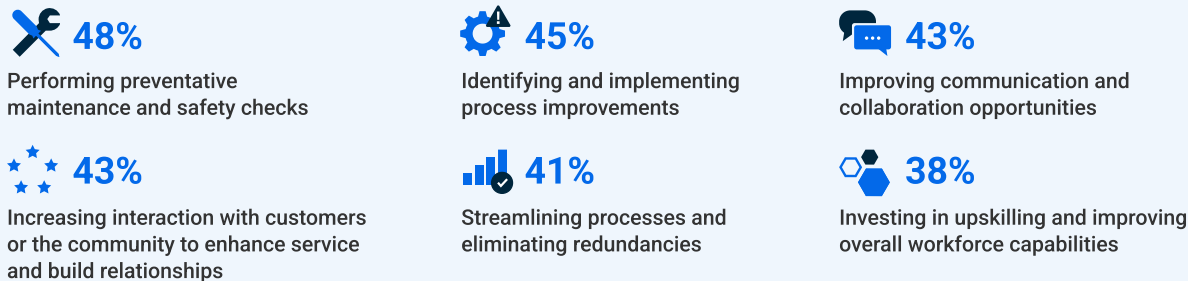 48%
Performing preventative
maintenance and safety checks
45%
Identifying and implementing
process improvements
43%
Improving communication and
collaboration opportunities
43%
Increasing interaction with customers
or the community to enhance service
and build relationships
41%
Streamlining processes and
eliminating redundancies
38%
Investing in upskilling and improving
overall workforce capabilities